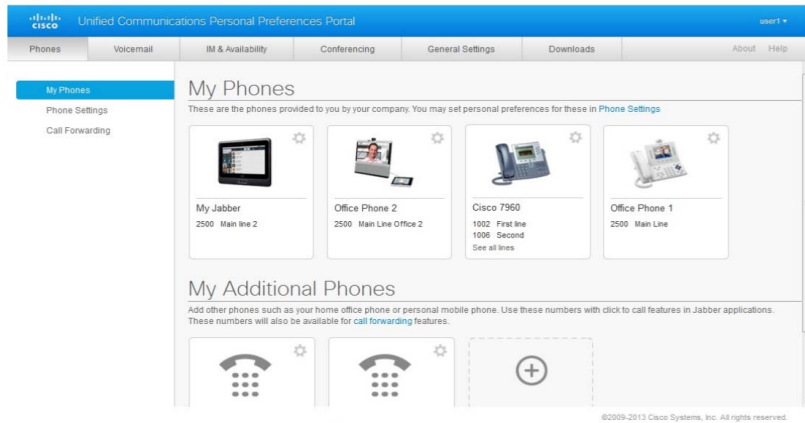 CISCO Unified Communications Personal Preferences Portal user1
Phones Voicemail IM & Availability Conferencing General Settings Downloads About Help
My Phones
Phone Settings
Call Forwarding
My Phones
These are the phones provided to you by your company. You may set personal preferences for these in Phone Settings
My Jabber
2500 Main line 2
Office Phone 2
2500 Main Line Office 2
Cisco 7960
1002 First line
1006 Second
See all lines
Office Phone 1
2500 Main Line
My Additional Phones
Add other phones such as your home office phone or personal mobile phone. Use these numbers with click to call features in Jabber applications.
These numbers will also be available for call forwarding features.
©2009-2013 Cisco Systems, Inc. All rights reserved.